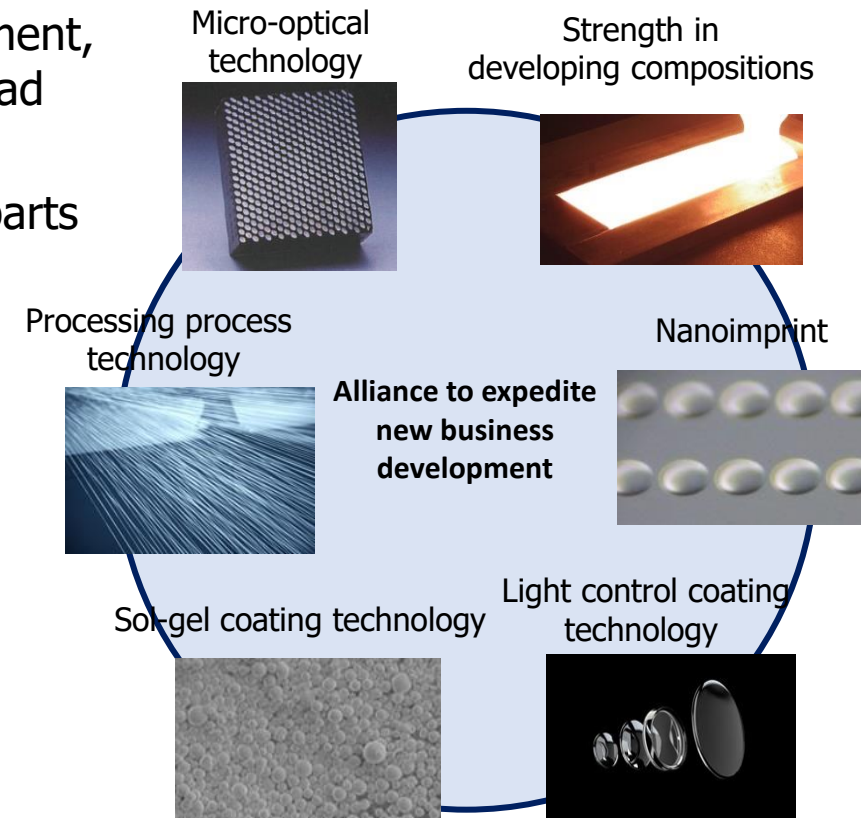 ment,
ad
parts
Micro-optical
technology
Strength in
developing compositions
Processing process
technology
Nanoimprint
Alliance to expedite
new business
development
Sol-gel coating technology
Light control coating
technology